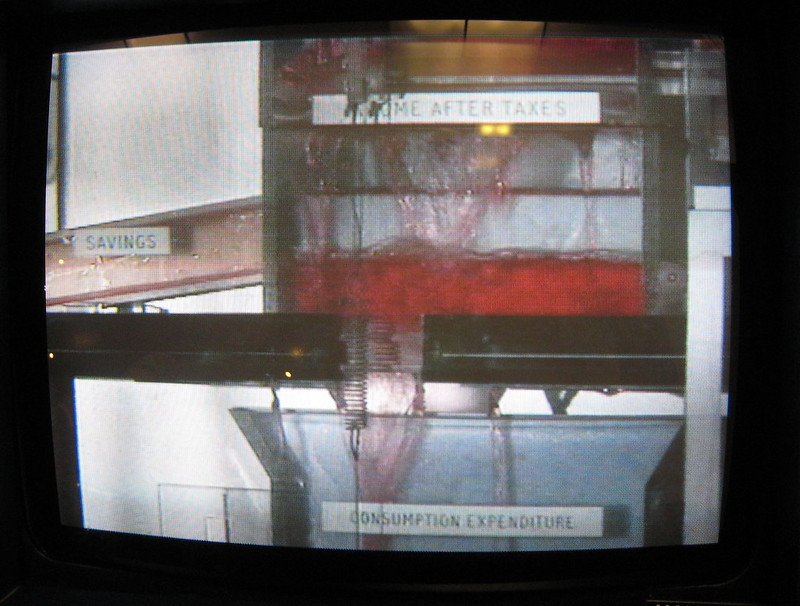 AFTER TAXES
SAVINGS
CONSUMPTION EXPENDITURE